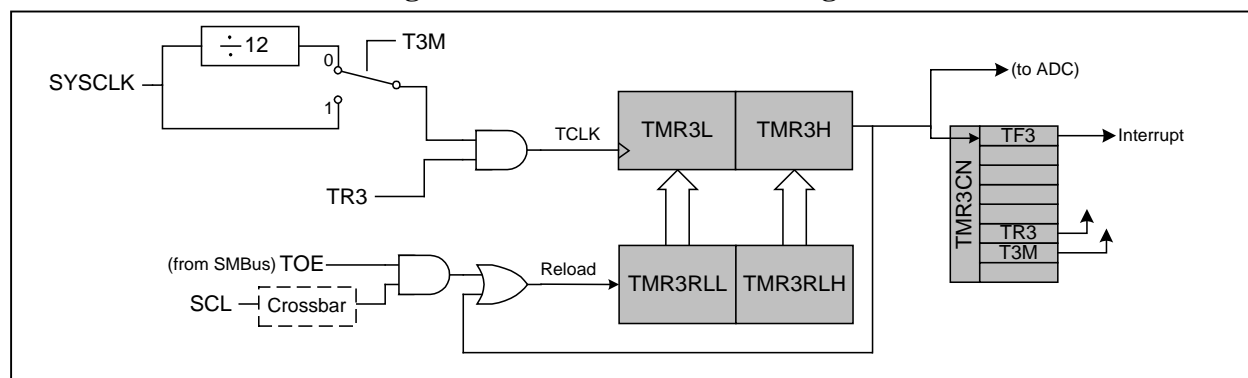 ÷ 12
T3M
0
SYSCLK
1
(to ADC)
TCLK
TMR3L
TMR3H
TMR3CN
TF3
Interrupt
TR3
TR3
T3M
(from SMBus) TOE
Reload
TMR3RLL
TMR3RLH
SCL
Crossbar